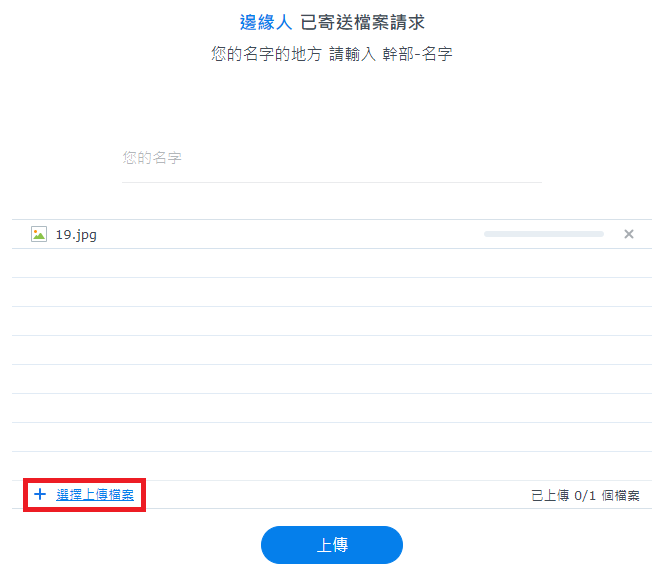 邊緣人 已寄送檔案請求
您的名字的地方 請輸入 幹部-名字
您的名字
19.jpg
選擇上傳檔案
已上傳 0/1 個檔案
上傳